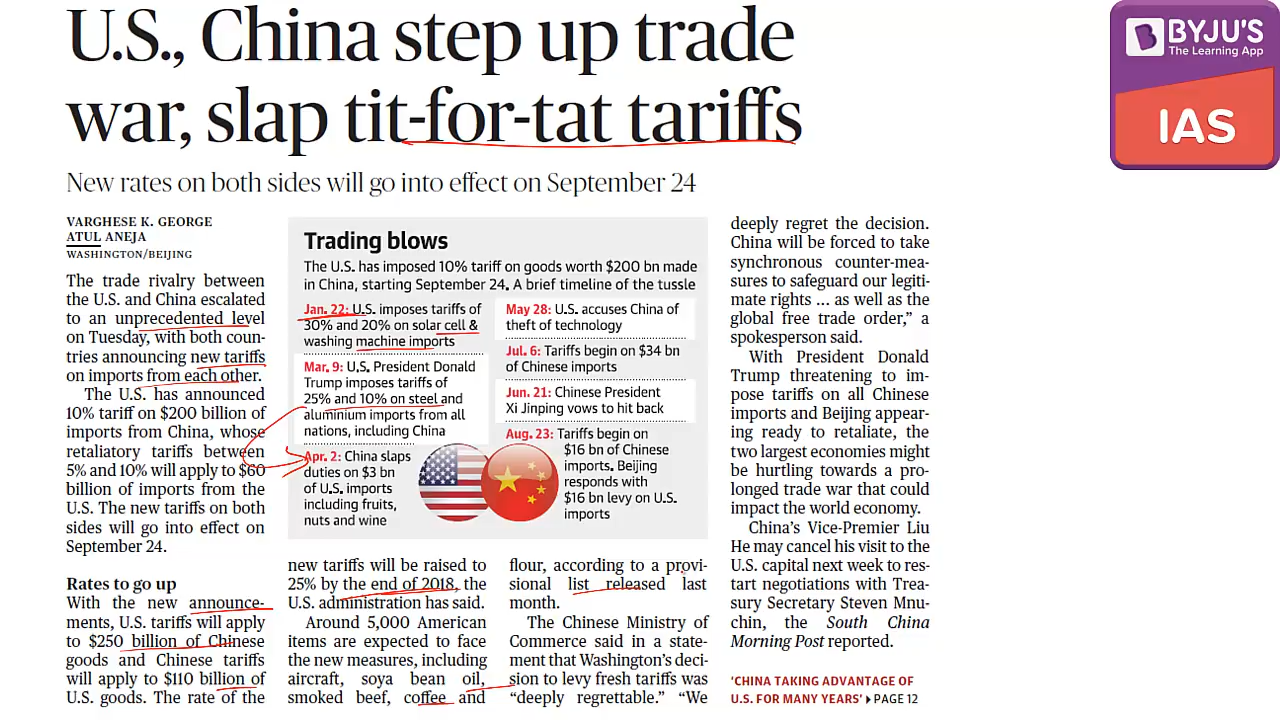 U.S., China step up trade
war, slap tit-for-tat tariffs
New rates on both sides will go into effect on September 24
VARGHESE K. GEORGE
ATUL ANEJA
WASHINGTON/BEIJING
The trade rivalry between
the U.S. and China escalated
to an unprecedented level
on Tuesday, with both coun-
tries announcing new tariffs
on imports from each other.
The U.S. has announced
10% tariff on $200 billion of
imports from China, whose
retaliatory tariffs between
5% and 10% will apply to $60
billion of imports from the
U.S. The new tariffs on both
sides will go into effect on
September 24.
Rates to go up
With the new announce-
ments, U.S. tariffs will apply
to $250 billion of Chinese
goods and Chinese tariffs
will apply to $110 billion of
U.S. goods. The rate of the
Trading blows
The U.S. has imposed 10% tariff on goods worth $200 bn made
in China, starting September 24. A brief timeline of the tussle
Jan. 22: U.S. imposes tariffs of
30% and 20% on solar cell &
washing machine imports
Mar. 9: U.S. President Donald
Trump imposes tariffs of
25% and 10% on steel and
aluminium imports from all
nations, including China
Apr. 2: China slaps
duties on $3 bn
of U.S. imports
including fruits,
nuts and wine
May 28: U.S. accuses China of
theft of technology
Jul. 6: Tariffs begin on $34 bn
of Chinese imports
Jun. 21: Chinese President
Xi Jinping vows to hit back
Aug. 23: Tariffs begin on
$16 bn of Chinese
imports. Beijing
responds with
$16 bn levy on U.S.
imports
new tariffs will be raised to
25% by the end of 2018, the
U.S. administration has said.
Around 5,000 American
items are expected to face
the new measures, including
aircraft, soya bean oil,
smoked beef, coffee and
flour, according to a provi-
sional list released last
month.
The Chinese Ministry of
Commerce said in a state-
ment that Washington's deci-
sion to levy fresh tariffs was
"deeply regrettable." "We
deeply regret the decision.
China will be forced to take
synchronous counter-mea-
sures to safeguard our legiti-
mate rights ... as well as the
global free trade order," a
spokesperson said.
With President Donald
Trump threatening to im-
pose tariffs on all Chinese
imports and Beijing appear-
ing ready to retaliate, the
two largest economies might
be hurtling towards a pro-
longed trade war that could
impact the world economy.
China's Vice-Premier Liu
He may cancel his visit to the
U.S. capital next week to res-
tart negotiations with Trea-
sury Secretary Steven Mnu-
chin, the South China
Morning Post reported.
'CHINA TAKING ADVANTAGE OF
U.S. FOR MANY YEARS' ▶ PAGE 12
BYJU'S
The Learning App
IAS